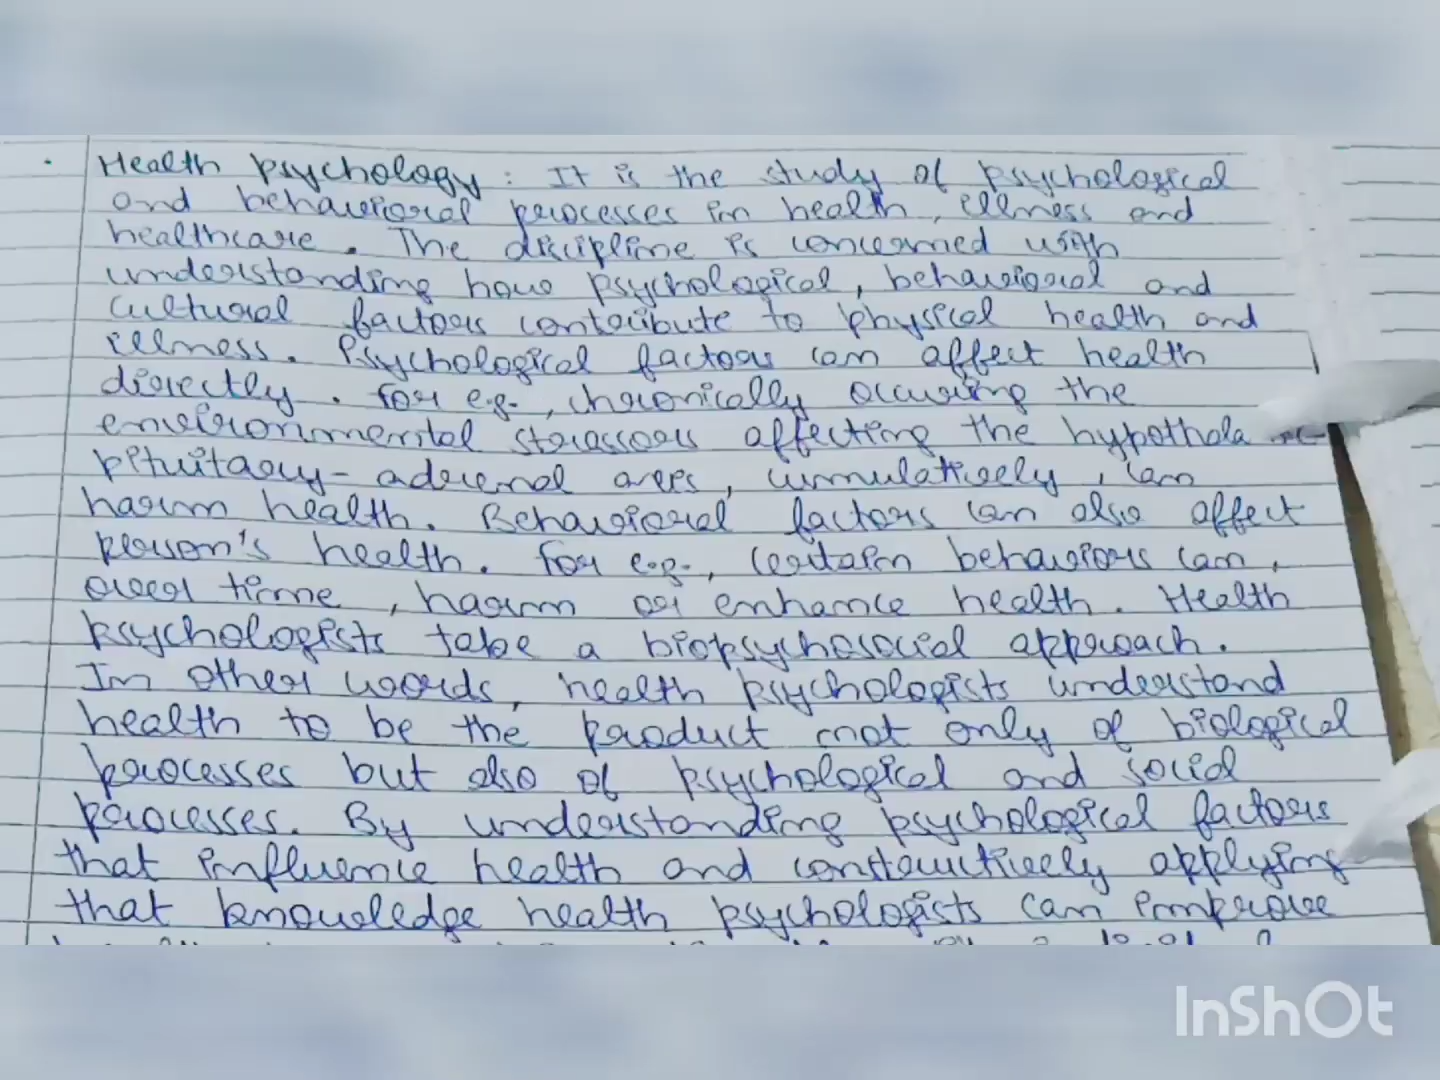 Health psychology : It is the study of psychological
and behavioral processes in health, illness and
healthcare. The discipline is concerned with
understanding how psychological, behavioral and
cultural factors contribute to physical health and
illness. Psychological factors can affect health
directly. For e.g., chronically occuring the
environmental stressors affecting the hypothala
pituitary-adrenal axis, cumulatively, can
harm health. Behavioral factors can also affect
person's health. For e.g., certain behaviors can,
over time, harm or enhance health. Health
psychologists take a biopsychosocial approach.
In other words, health psychologists understand
health to be the product not only of biological
processes but also of psychological and social
processes. By understanding psychological factors
that influence health and constructively applying
that knowledge health psychologists can improve
InShOt